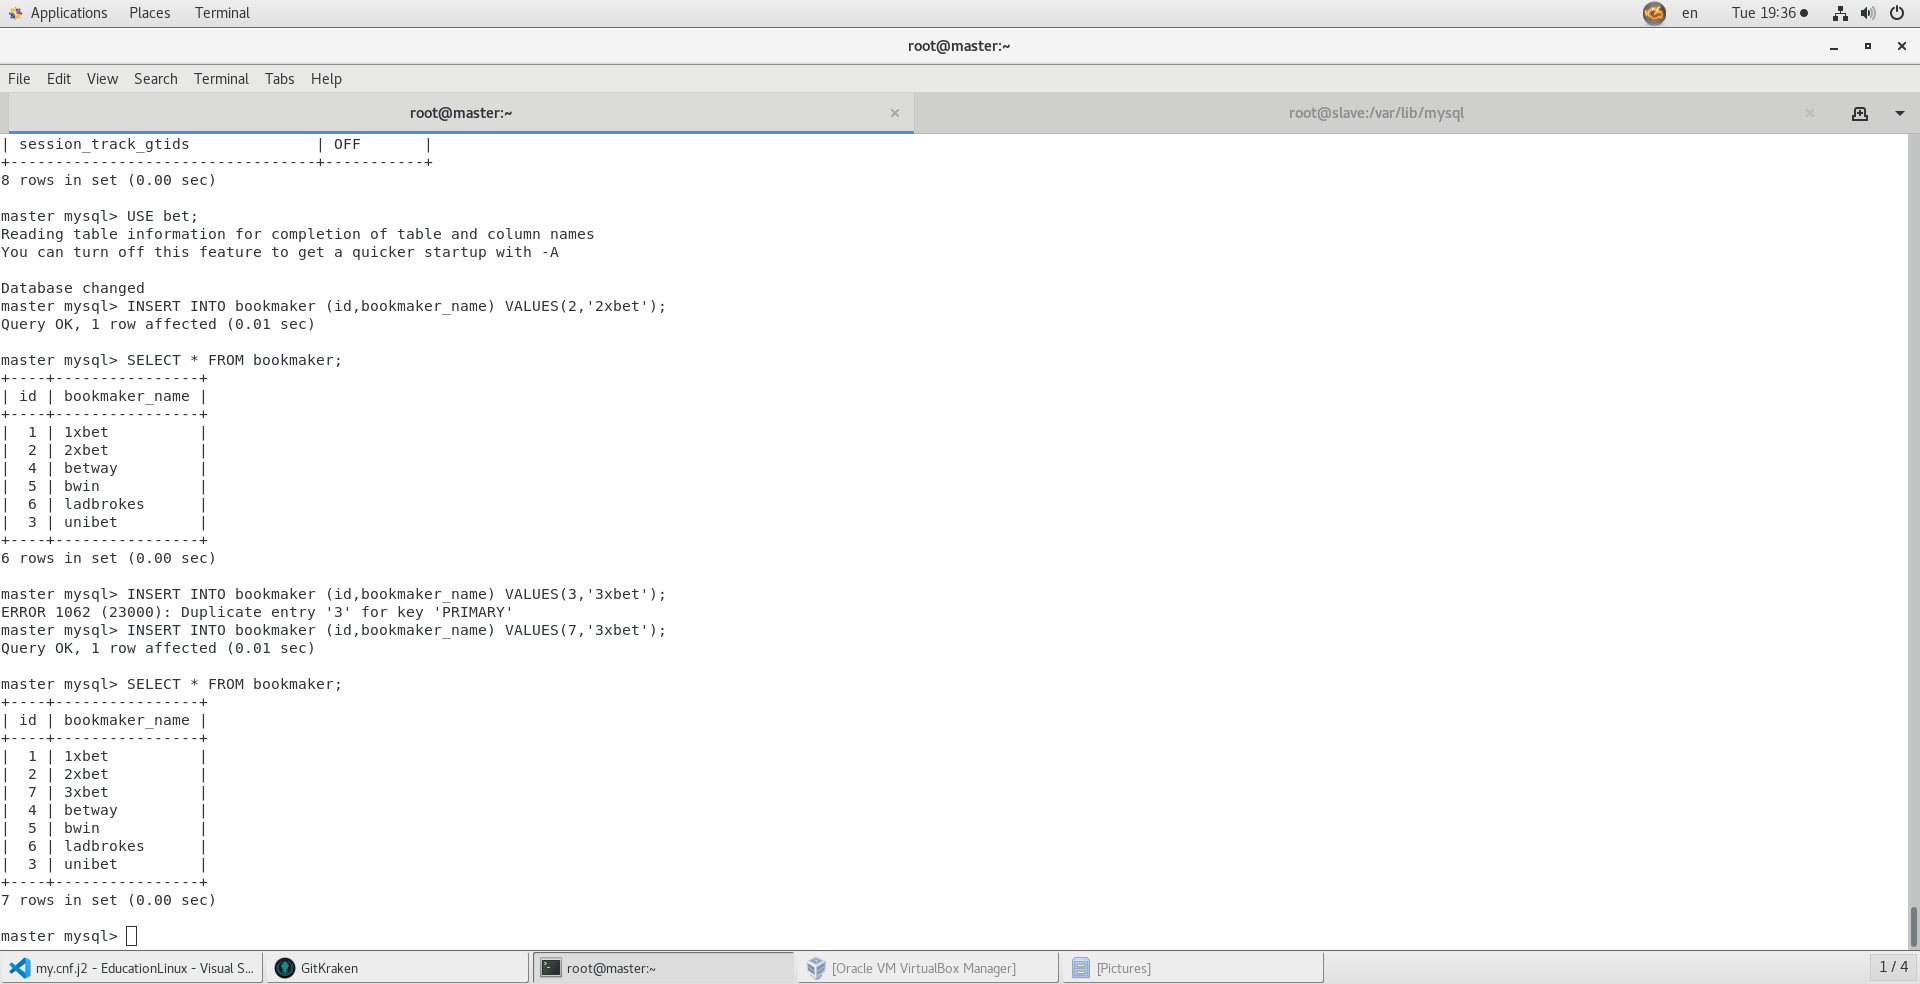 Applications Places Terminal en Tue 19:36
root@master:~
File Edit View Search Terminal Tabs Help
root@master:~ root@slave:/var/lib/mysql
| session_track_gtids              | OFF       |
+----------------------------------+-----------+
8 rows in set (0.00 sec)
master mysql> USE bet;
Reading table information for completion of table and column names
You can turn off this feature to get a quicker startup with -A
Database changed
master mysql> INSERT INTO bookmaker (id,bookmaker_name) VALUES(2,'2xbet');
Query OK, 1 row affected (0.01 sec)
master mysql> SELECT * FROM bookmaker;
+----+----------------+
| id | bookmaker_name |
+----+----------------+
|  1 | 1xbet          |
|  2 | 2xbet          |
|  4 | betway         |
|  5 | bwin           |
|  6 | ladbrokes      |
|  3 | unibet         |
+----+----------------+
6 rows in set (0.00 sec)
master mysql> INSERT INTO bookmaker (id,bookmaker_name) VALUES(3,'3xbet');
ERROR 1062 (23000): Duplicate entry '3' for key 'PRIMARY'
master mysql> INSERT INTO bookmaker (id,bookmaker_name) VALUES(7,'3xbet');
Query OK, 1 row affected (0.01 sec)
master mysql> SELECT * FROM bookmaker;
+----+----------------+
| id | bookmaker_name |
+----+----------------+
|  1 | 1xbet          |
|  2 | 2xbet          |
|  7 | 3xbet          |
|  4 | betway         |
|  5 | bwin           |
|  6 | ladbrokes      |
|  3 | unibet         |
+----+----------------+
7 rows in set (0.00 sec)
master mysql>
my.cnf.j2 - EducationLinux - Visual S... GitKraken root@master:~ [Oracle VM VirtualBox Manager] [Pictures] 1 / 4